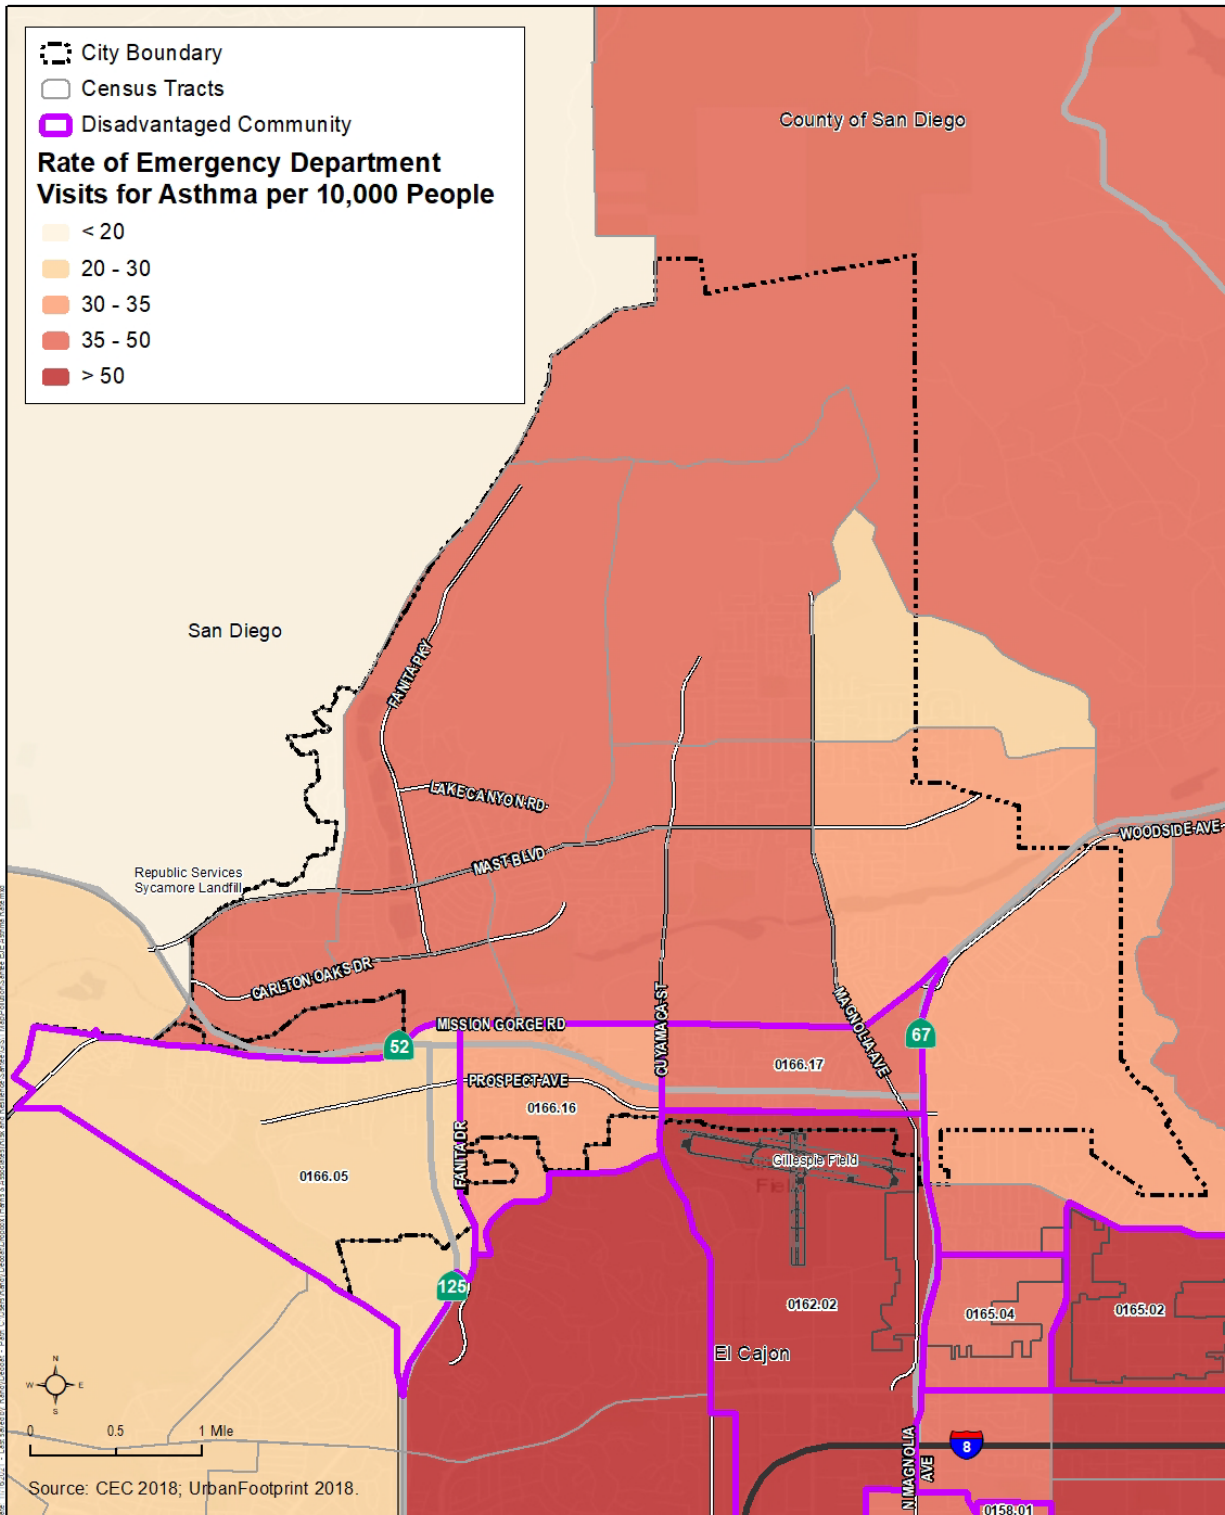 City Boundary
Census Tracts
Disadvantaged Community
Rate of Emergency Department
Visits for Asthma per 10,000 People
< 20
20 - 30
30 - 35
35 - 50
> 50
County of San Diego
San Diego
FANITA PKY
LAKE CANYON RD
WOODSIDE AVE
MAST BLVD
Republic Services
Sycamore Landfill
CARLTON OAKS DR
MISSION GORGE RD
CUYAMACA ST
MAGNOLIA AVE
52
67
0166.17
PROSPECT AVE
0166.16
FANITA DR
Gillespie Field
0166.05
125
0162.02
0165.04
0165.02
El Cajon
N
W
E
S
0
0.5
1 Mile
8
N MAGNOLIA
AVE
Source: CEC 2018; UrbanFootprint 2018.
0158.01